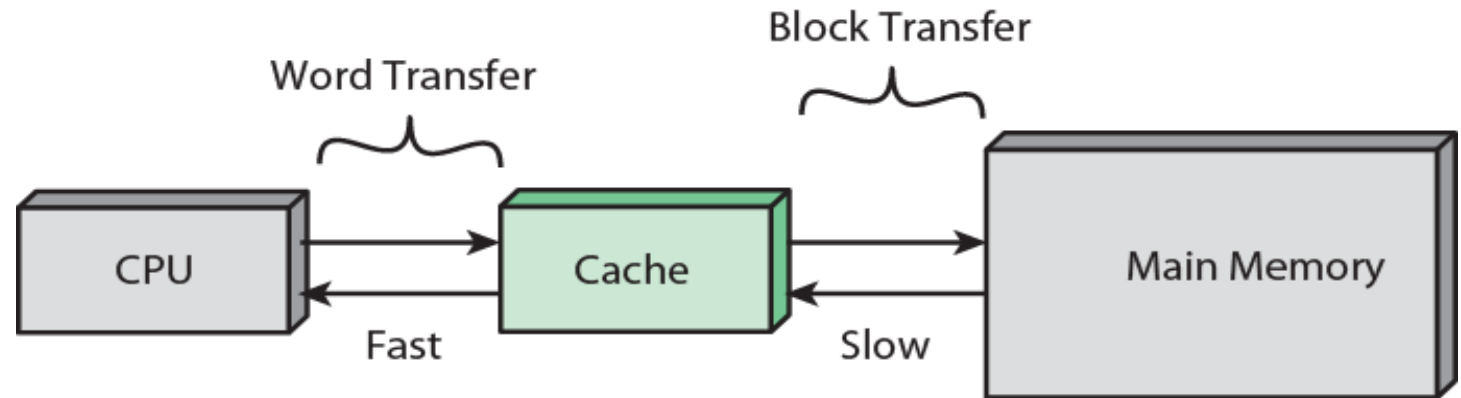 Block Transfer
Word Transfer
CPU
Cache
Main Memory
Fast
Slow